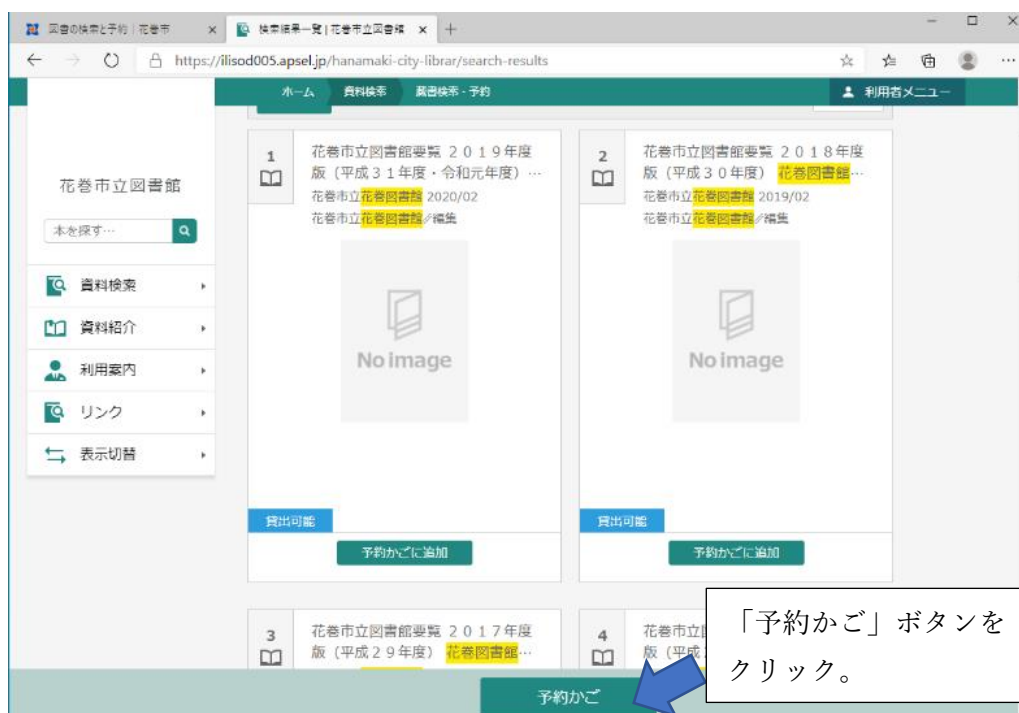 図書の検索と予約｜花巻市
検索結果一覧｜花巻市立図書館
https://ilisod005.apsel.jp/hanamaki-city-librar/search-results
ホーム 資料検索 蔵書検索・予約
利用者メニュー
花巻市立図書館
本を探す…
資料検索
資料紹介
利用案内
リンク
表示切替
1
花巻市立図書館要覧 ２０１９年度
版（平成３１年度・令和元年度）…
花巻市立花巻図書館 2020/02
花巻市立花巻図書館／編集
No image
貸出可能
予約かごに追加
2
花巻市立図書館要覧 ２０１８年度
版（平成３０年度） 花巻図書館…
花巻市立花巻図書館 2019/02
花巻市立花巻図書館／編集
No image
貸出可能
予約かごに追加
3
花巻市立図書館要覧 ２０１７年度
版（平成２９年度） 花巻図書館…
4
花巻市立
版（平成
予約かご
「予約かご」ボタンを
クリック。